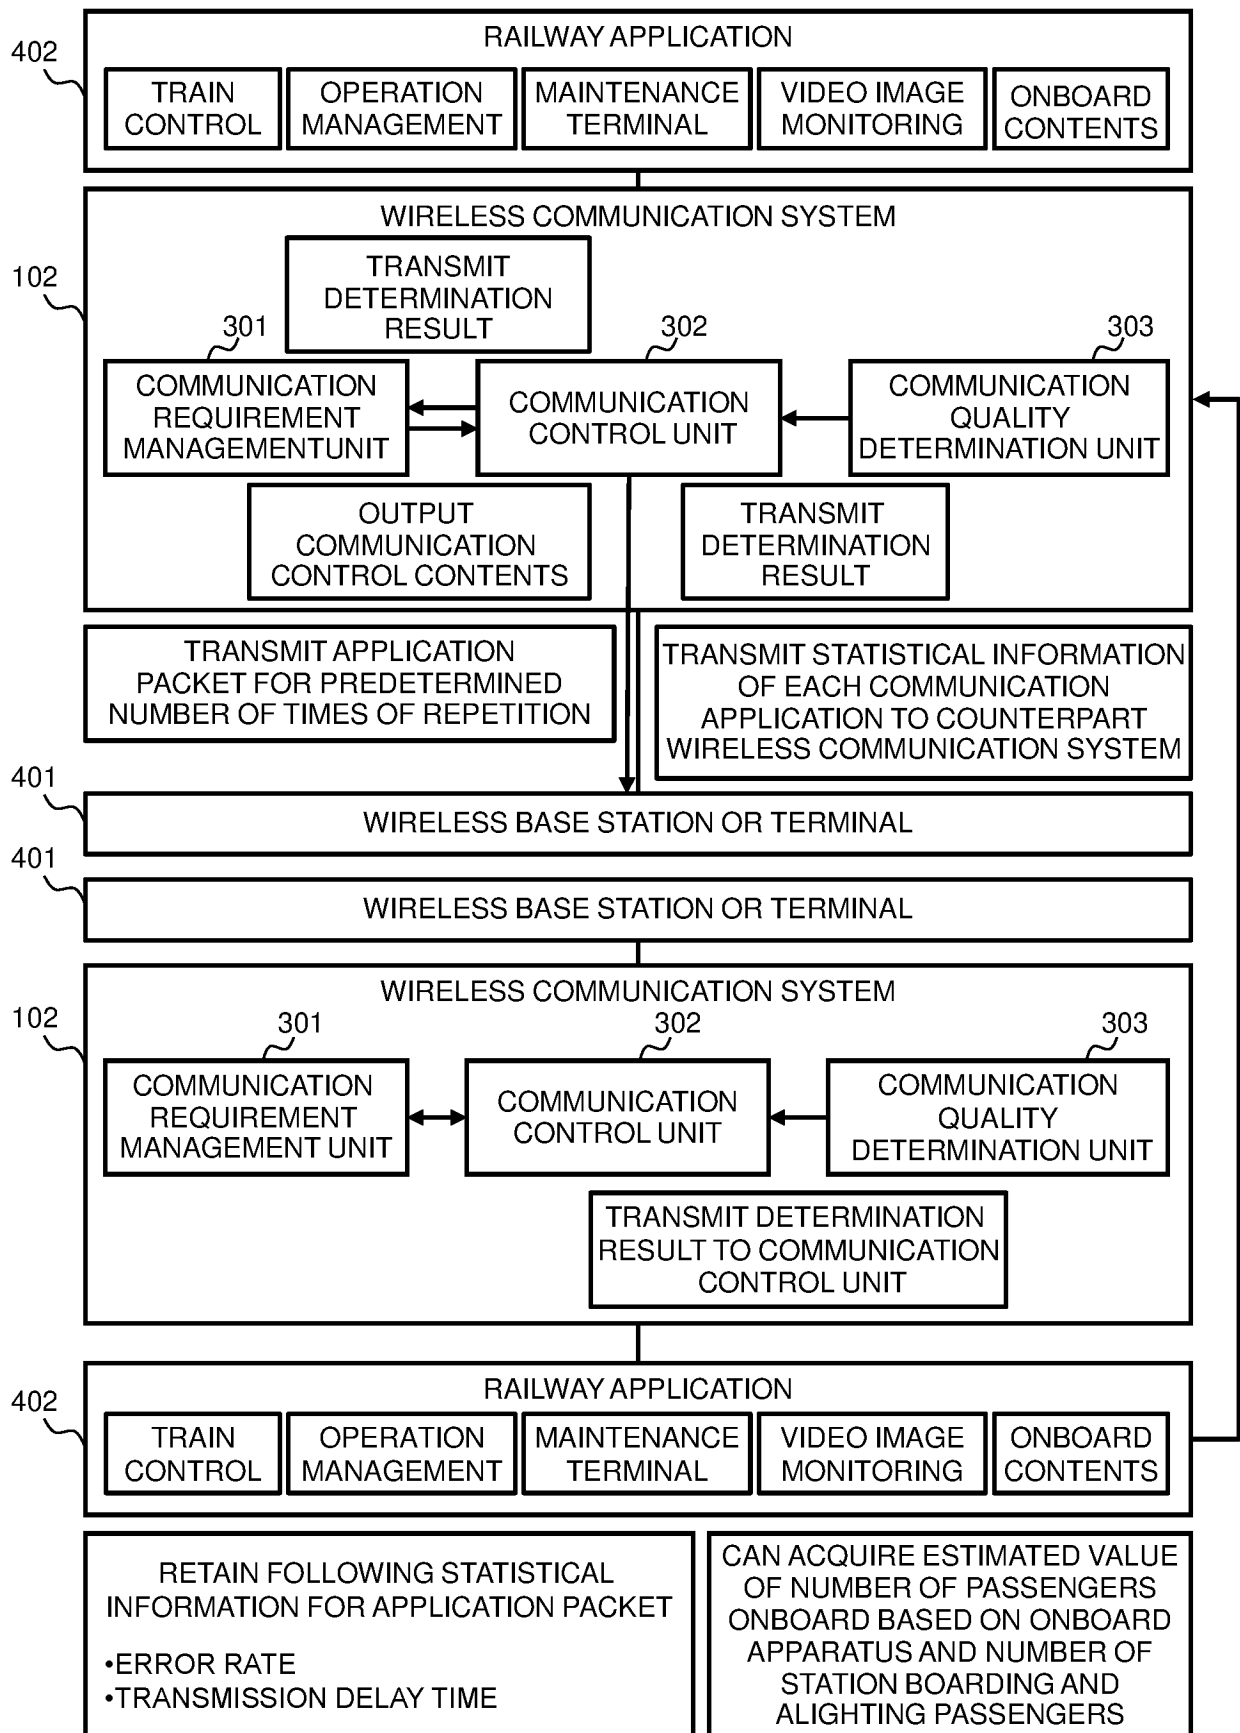 RAILWAY APPLICATION
402
TRAIN
CONTROL
OPERATION
MANAGEMENT
MAINTENANCE
TERMINAL
VIDEO IMAGE
MONITORING
ONBOARD
CONTENTS
WIRELESS COMMUNICATION SYSTEM
102
TRANSMIT
DETERMINATION
RESULT
301
302
303
COMMUNICATION
REQUIREMENT
MANAGEMENTUNIT
COMMUNICATION
CONTROL UNIT
COMMUNICATION
QUALITY
DETERMINATION UNIT
OUTPUT
COMMUNICATION
CONTROL CONTENTS
TRANSMIT
DETERMINATION
RESULT
TRANSMIT APPLICATION
PACKET FOR PREDETERMINED
NUMBER OF TIMES OF REPETITION
TRANSMIT STATISTICAL INFORMATION
OF EACH COMMUNICATION
APPLICATION TO COUNTERPART
WIRELESS COMMUNICATION SYSTEM
401
WIRELESS BASE STATION OR TERMINAL
401
WIRELESS BASE STATION OR TERMINAL
WIRELESS COMMUNICATION SYSTEM
102
301
302
303
COMMUNICATION
REQUIREMENT
MANAGEMENT UNIT
COMMUNICATION
CONTROL UNIT
COMMUNICATION
QUALITY
DETERMINATION UNIT
TRANSMIT DETERMINATION
RESULT TO COMMUNICATION
CONTROL UNIT
RAILWAY APPLICATION
402
TRAIN
CONTROL
OPERATION
MANAGEMENT
MAINTENANCE
TERMINAL
VIDEO IMAGE
MONITORING
ONBOARD
CONTENTS
RETAIN FOLLOWING STATISTICAL
INFORMATION FOR APPLICATION PACKET
•ERROR RATE
•TRANSMISSION DELAY TIME
CAN ACQUIRE ESTIMATED VALUE
OF NUMBER OF PASSENGERS
ONBOARD BASED ON ONBOARD
APPARATUS AND NUMBER OF
STATION BOARDING AND
ALIGHTING PASSENGERS